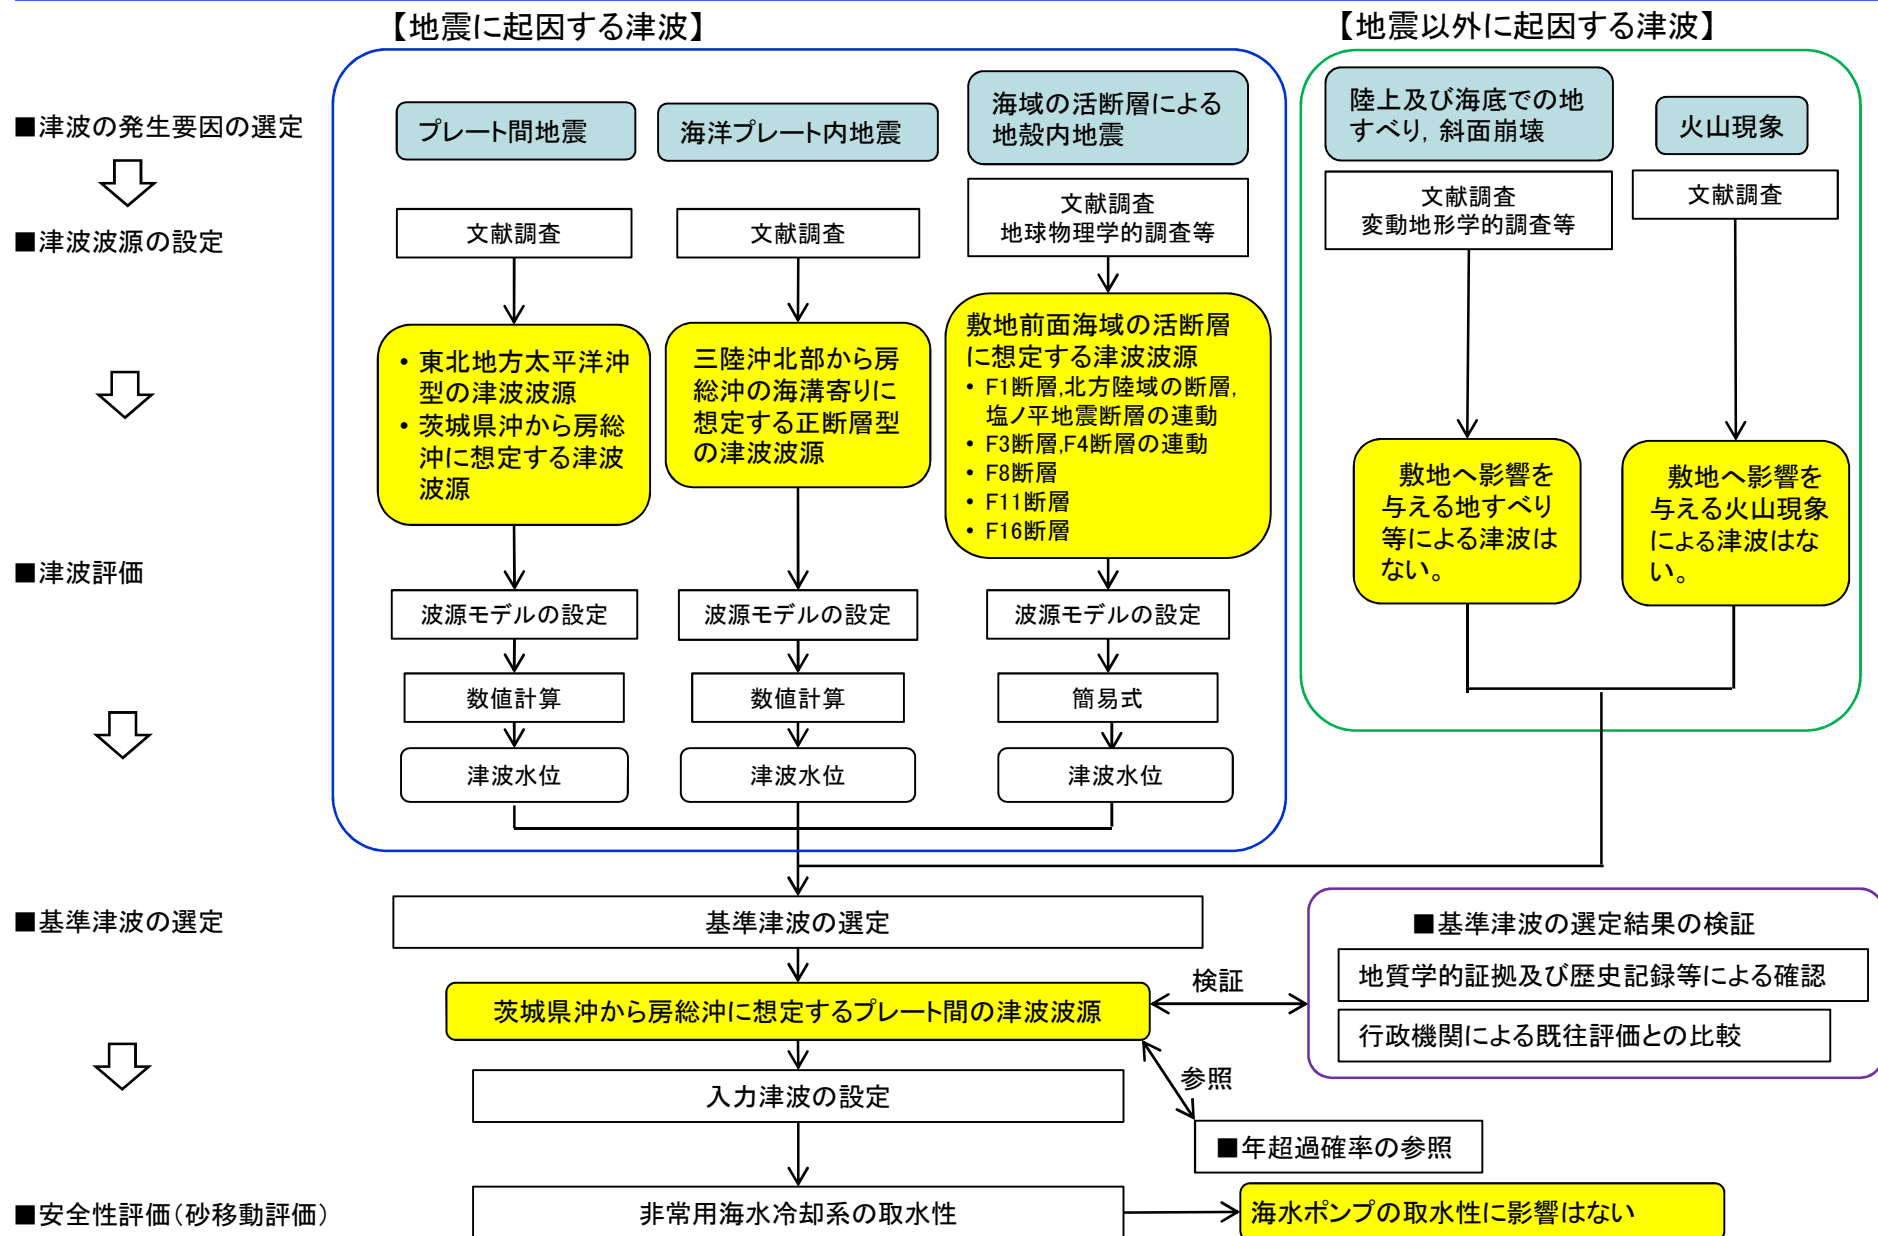 【地震に起因する津波】
【地震以外に起因する津波】
■津波の発生要因の選定
プレート間地震
海洋プレート内地震
海域の活断層による
地殻内地震
陸上及び海底での地
すべり，斜面崩壊
火山現象
■津波波源の設定
文献調査
文献調査
文献調査
地球物理学的調査等
文献調査
変動地形学的調査等
文献調査
• 東北地方太平洋沖
型の津波波源
• 茨城県沖から房総
沖に想定する津波
波源
三陸沖北部から房
総沖の海溝寄りに
想定する正断層型
の津波波源
敷地前面海域の活断層
に想定する津波波源
• F1断層,北方陸域の断層,
塩ノ平地震断層の連動
• F3断層,F4断層の連動
• F8断層
• F11断層
• F16断層
敷地へ影響を
与える地すべり
等による津波は
ない。
敷地へ影響を
与える火山現象
による津波はな
い。
■津波評価
波源モデルの設定
波源モデルの設定
波源モデルの設定
数値計算
数値計算
簡易式
津波水位
津波水位
津波水位
■基準津波の選定
基準津波の選定
■基準津波の選定結果の検証
地質学的証拠及び歴史記録等による確認
行政機関による既往評価との比較
検証
茨城県沖から房総沖に想定するプレート間の津波波源
参照
入力津波の設定
■年超過確率の参照
■安全性評価（砂移動評価）
非常用海水冷却系の取水性
海水ポンプの取水性に影響はない